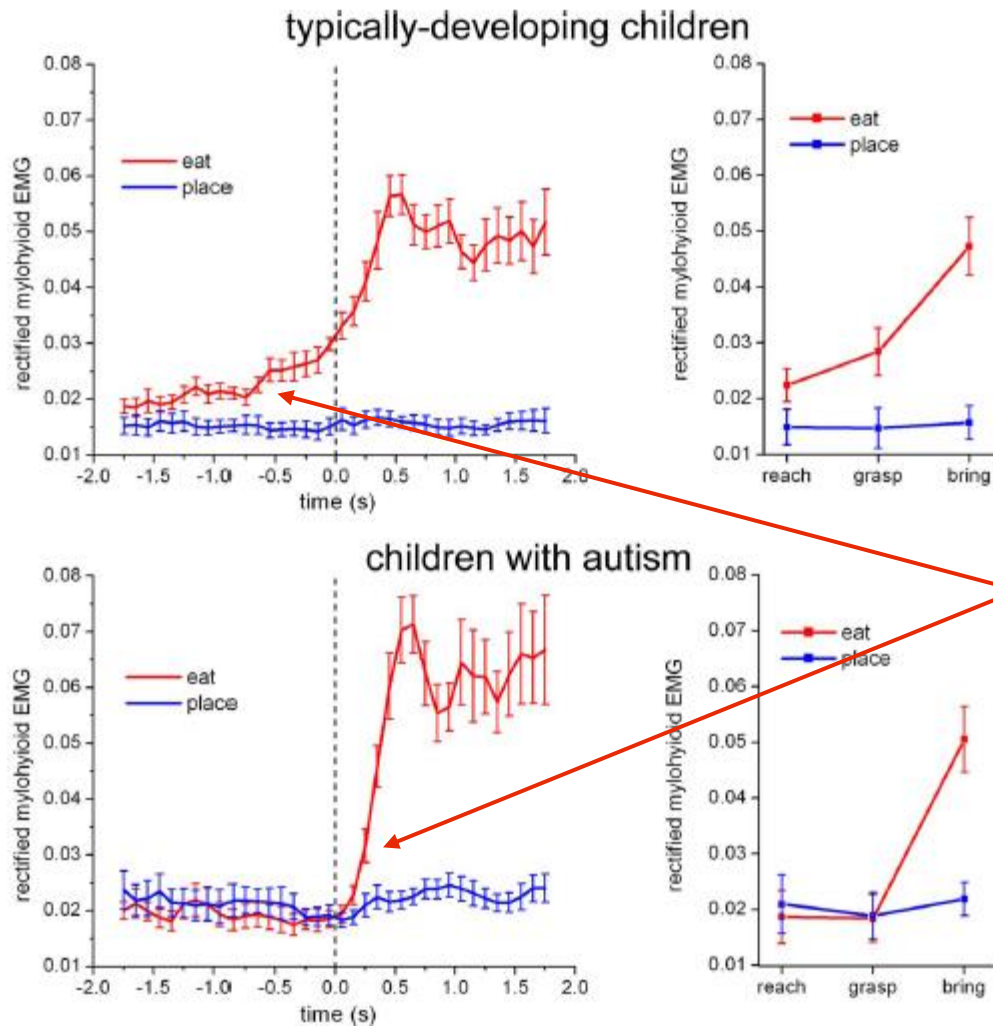 typically-developing children
rectified mylohyioid EMG
0.08
0.07
0.06
0.05
0.04
0.03
0.02
0.01
eat
place
-2.0 -1.5 -1.0 -0.5 0.0 0.5 1.0 1.5 2.0
time (s)
rectified mylohyioid EMG
0.08
0.07
0.06
0.05
0.04
0.03
0.02
0.01
eat
place
reach grasp bring
children with autism
rectified mylohyioid EMG
0.08
0.07
0.06
0.05
0.04
0.03
0.02
0.01
eat
place
-2.0 -1.5 -1.0 -0.5 0.0 0.5 1.0 1.5 2.0
time (s)
rectified mylohyioid EMG
0.08
0.07
0.06
0.05
0.04
0.03
0.02
0.01
eat
place
reach grasp bring